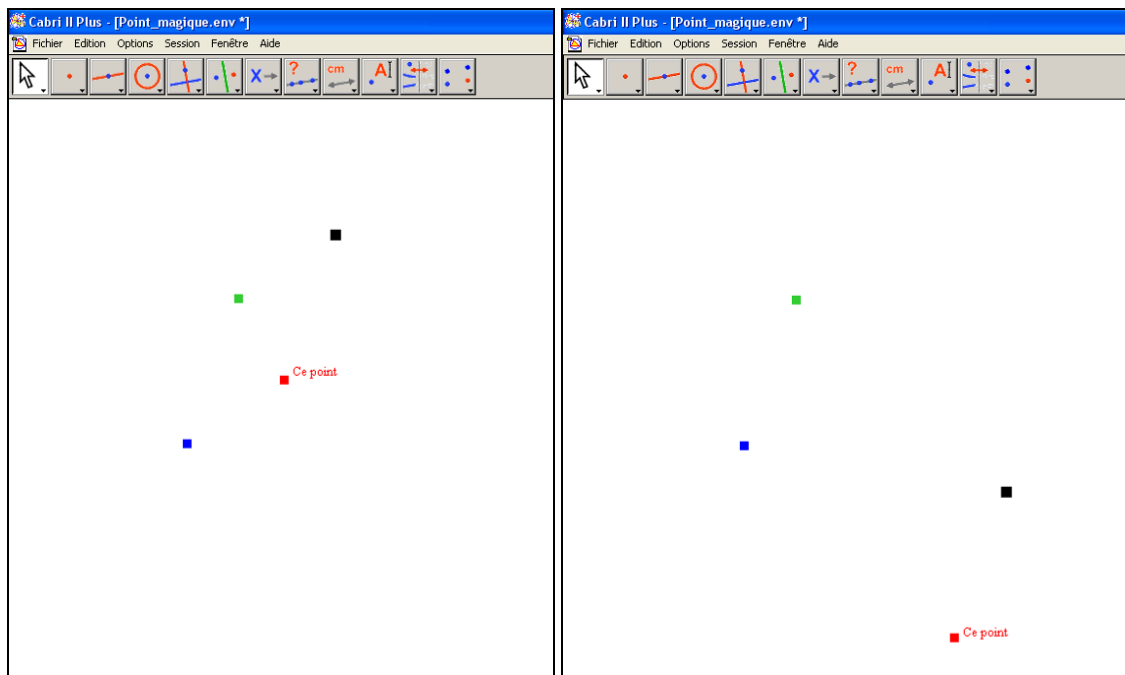 Cabri II Plus - [Point_magique.env *]
Fichier Edition Options Session Fenêtre Aide
X
?
cm
A
Ce point
Cabri II Plus - [Point_magique.env *]
Fichier Edition Options Session Fenêtre Aide
X
?
cm
A
Ce point